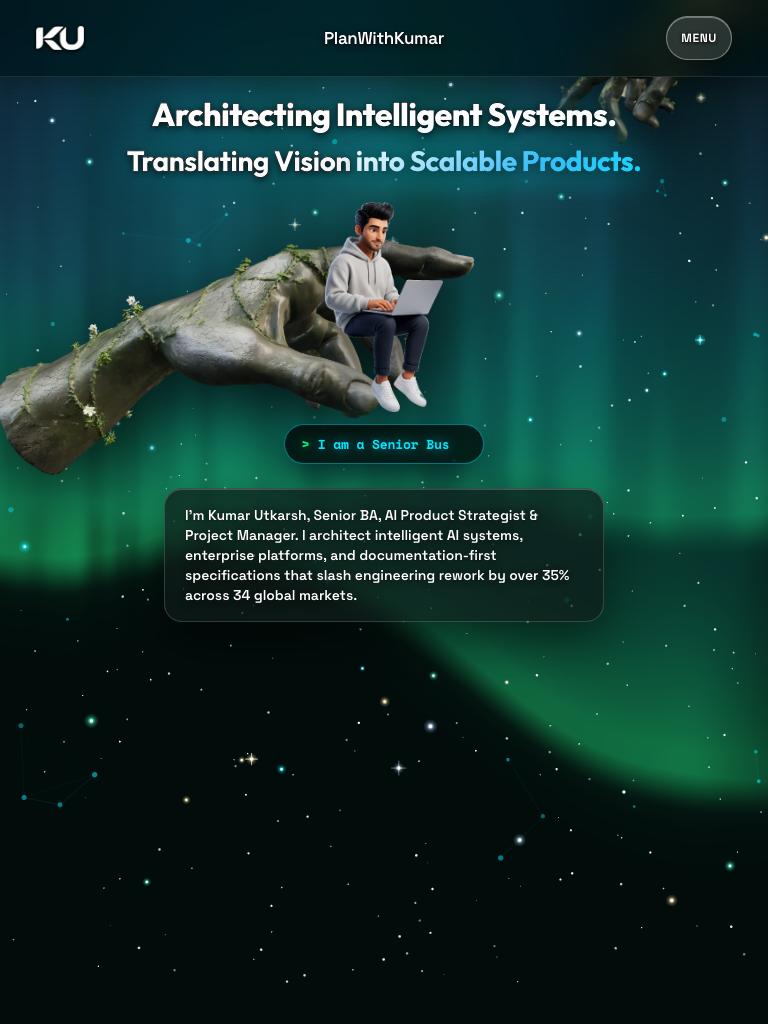 KU
PlanWithKumar
MENU
Architecting Intelligent Systems.
Translating Vision into Scalable Products.
> I am a Senior Bus
I'm Kumar Utkarsh, Senior BA, AI Product Strategist &
Project Manager. I architect intelligent AI systems,
enterprise platforms, and documentation-first
specifications that slash engineering rework by over 35%
across 34 global markets.